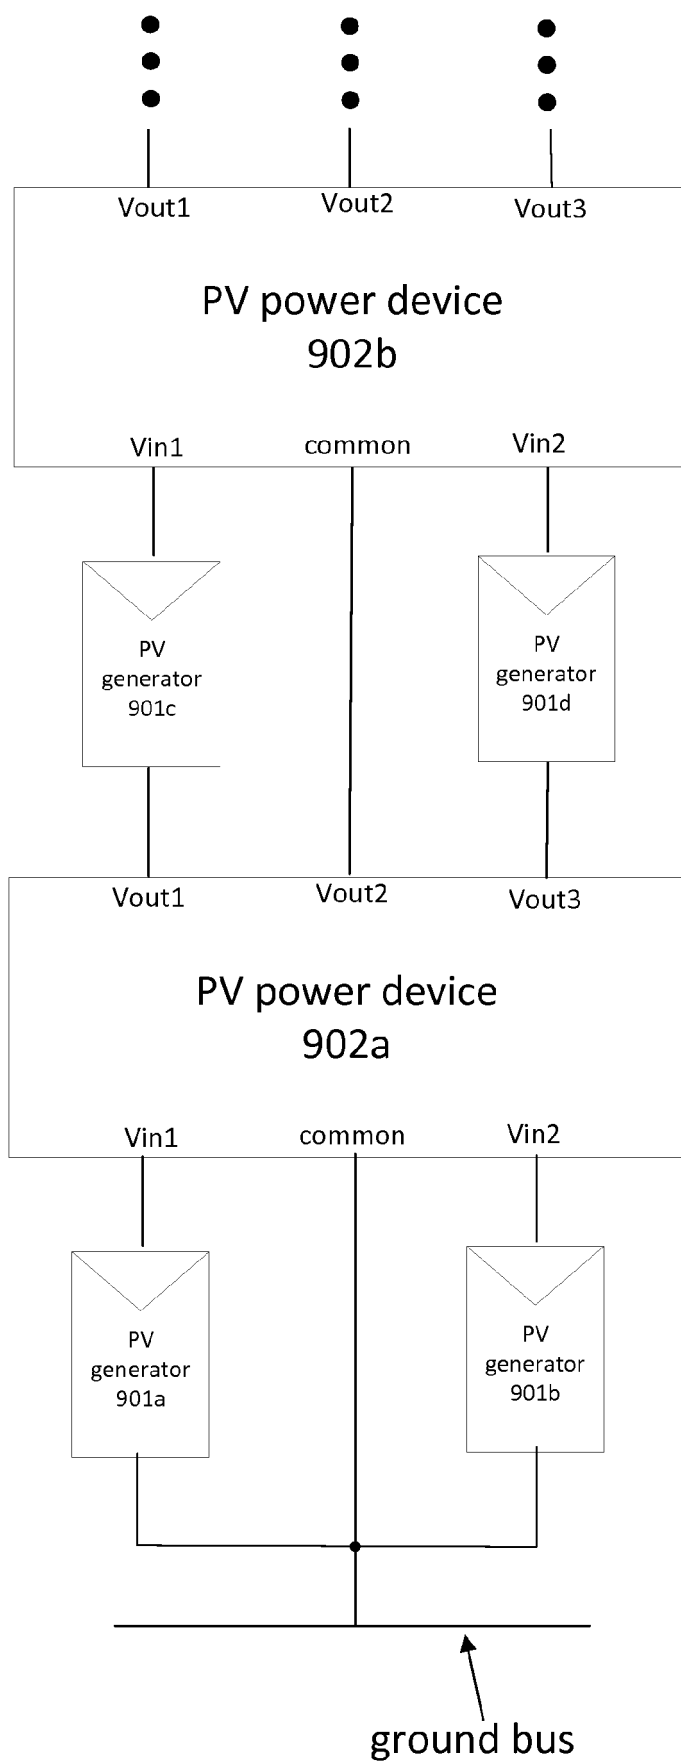 Vout1 Vout2 Vout3
PV power device
902b
Vin1 common Vin2
PV
generator
901c
PV
generator
901d
Vout1 Vout2 Vout3
PV power device
902a
Vin1 common Vin2
PV
generator
901a
PV
generator
901b
ground bus